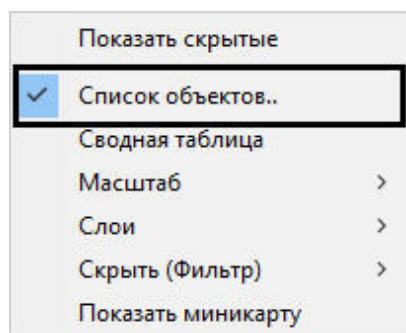 Показать скрытые
Список объектов..
Сводная таблица
Масштаб
Слои
Скрыть (Фильтр)
Показать миникарту